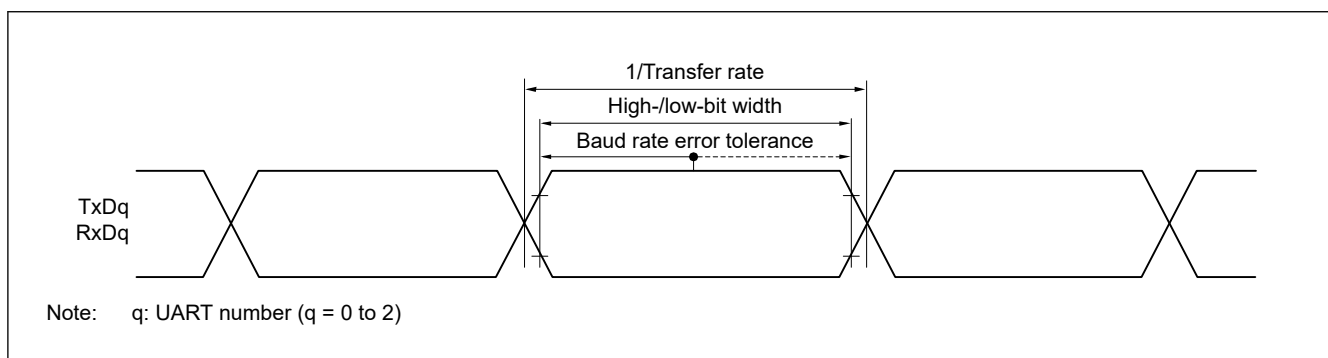 1/Transfer rate
High-/low-bit width
Baud rate error tolerance
TxDq
RxDq
Note: q: UART number (q = 0 to 2)